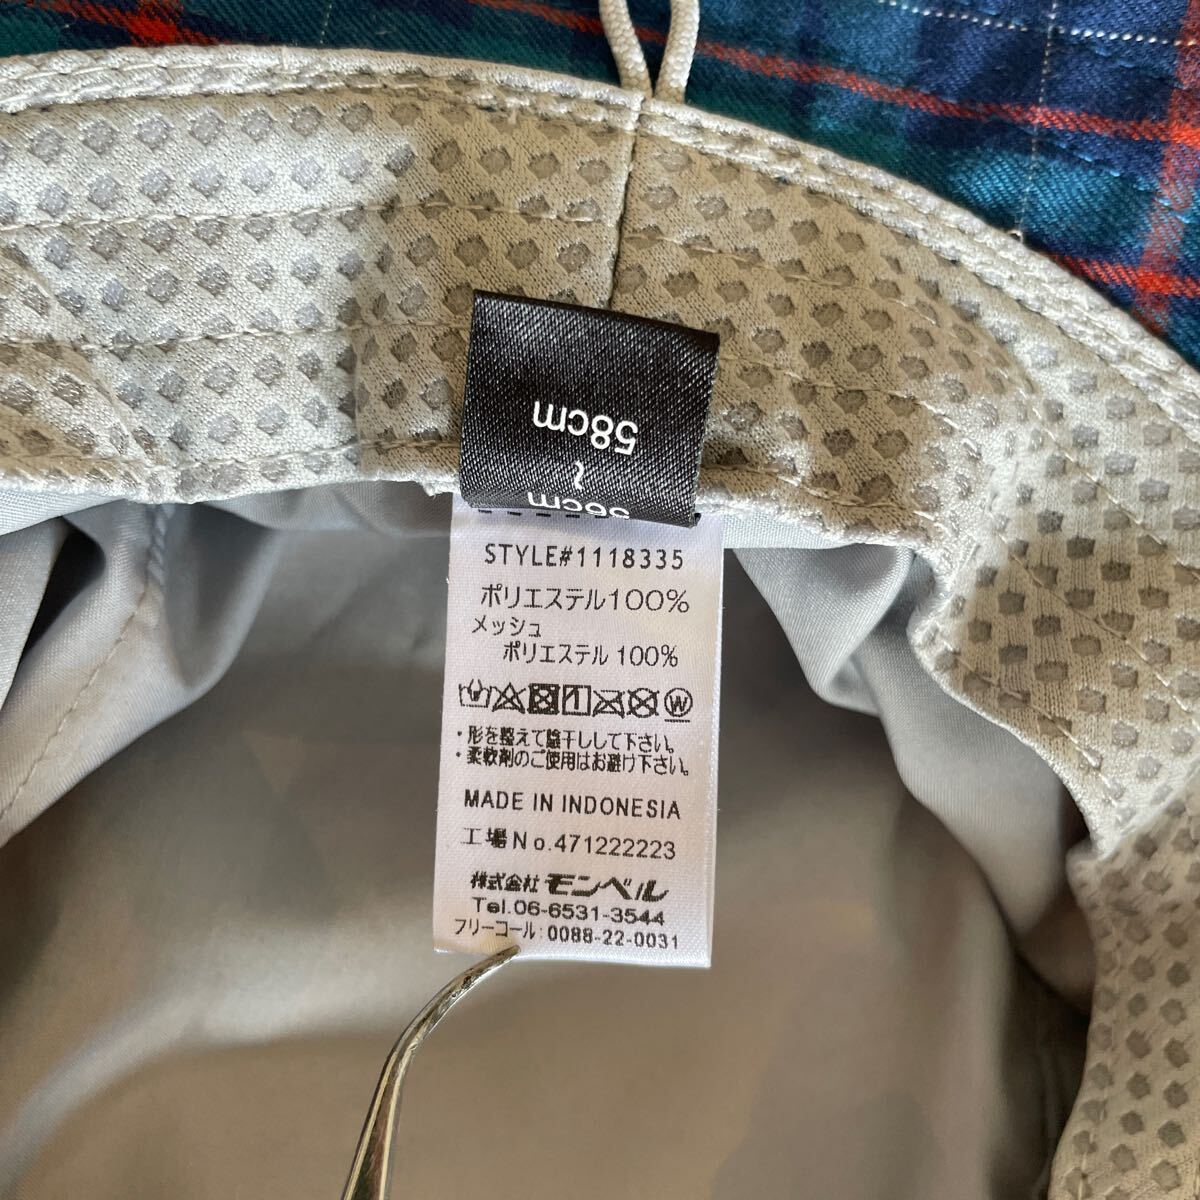 58cm
~
56cm
STYLE#1118335
ポリエステル100%
メッシュ
ポリエステル 100%
・形を整えて陰干しして下さい。
・柔軟剤のご使用はお避け下さい。
MADE IN INDONESIA
工場No.471222223
株式会社 モンベル
Tel.06-6531-3544
フリーコール:0088-22-0031